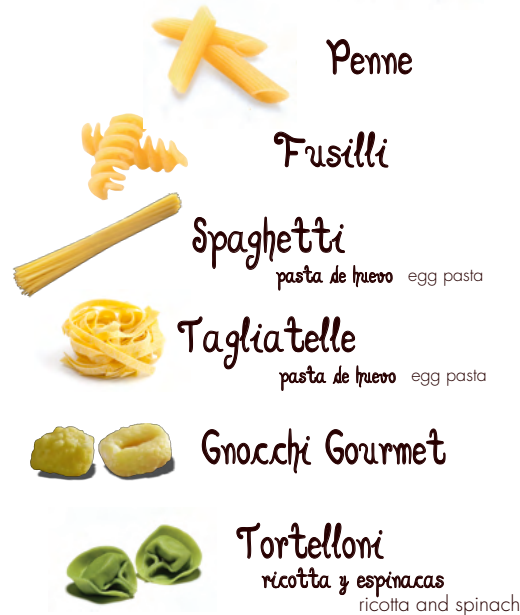 Penne
Fusilli
Spaghetti
pasta de huevo egg pasta
Tagliatelle
pasta de huevo egg pasta
Gnocchi Gourmet
Tortelloni
ricotta y espinacas
ricotta and spinach